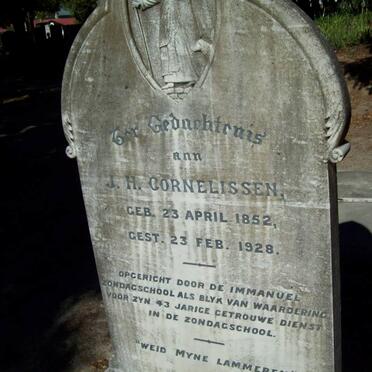 Ter Gedachtenis
aan
J. H. CORNELISSEN,
GEB. 23 APRIL 1852,
GEST. 23 FEB. 1928.
OPGERICHT DOOR DE IMMANUEL
ZONDAGSCHOOL ALS BLYK VAN WAARDERING
VOOR ZYN 43 JARIGE GETROUWE DIENST
IN DE ZONDAGSCHOOL.
"WEID MYNE LAMMEREN